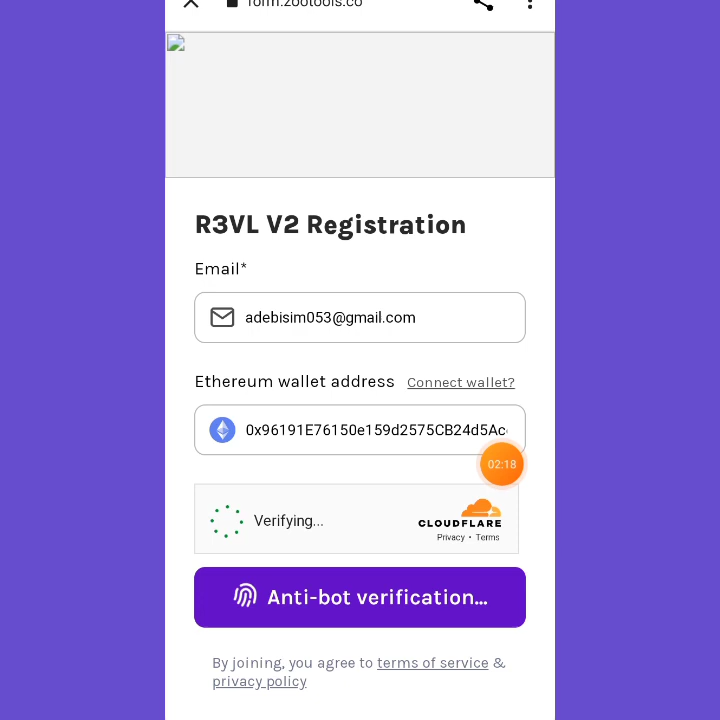 form.zootools.co
R3VL V2 Registration
Email*
adebisim053@gmail.com
Ethereum wallet address Connect wallet?
0x96191E76150e159d2575CB24d5Ac
02:18
Verifying...
CLOUDFLARE
Privacy • Terms
Anti-bot verification...
By joining, you agree to terms of service &
privacy policy